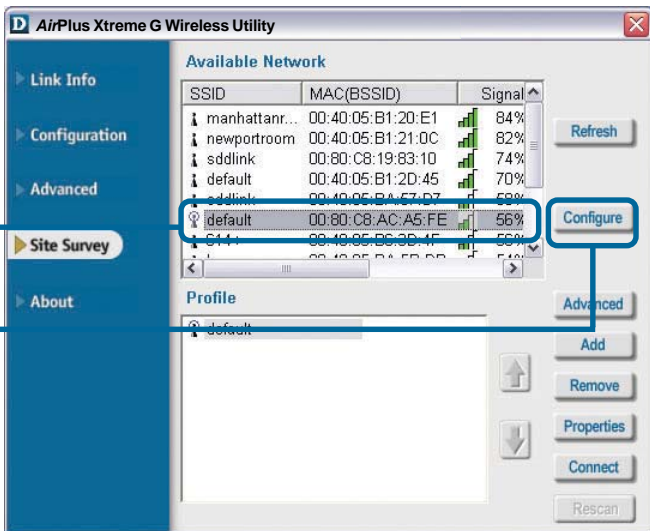 D AirPlus Xtreme G Wireless Utility
Link Info
Configuration
Advanced
Site Survey
About
Available Network
SSID MAC(BSSID) Signal
manhattanr... 00:40:05:B1:20:E1 84%
newportroom 00:40:05:B1:21:0C 82%
sddlink 00:80:C8:19:83:10 74%
default 00:40:05:B1:2D:45 70%
default 00:80:C8:AC:A5:FE 56%
Refresh
Configure
Profile
default
Advanced
Add
Remove
Properties
Connect
Rescan